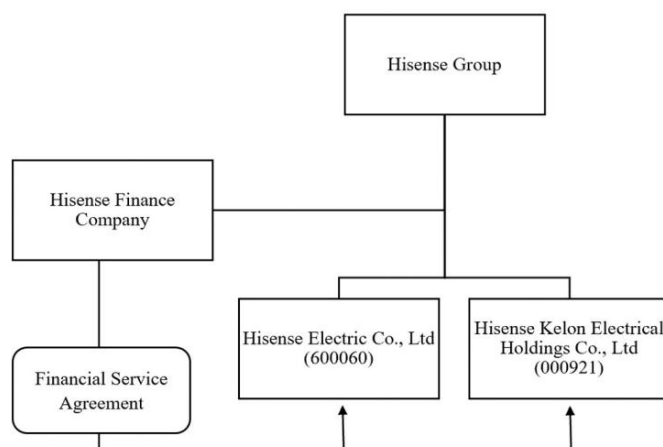 Hisense Group
Hisense Finance
Company
Hisense Electric Co., Ltd
(600060)
Hisense Kelon Electrical
Holdings Co., Ltd
(000921)
Financial Service
Agreement